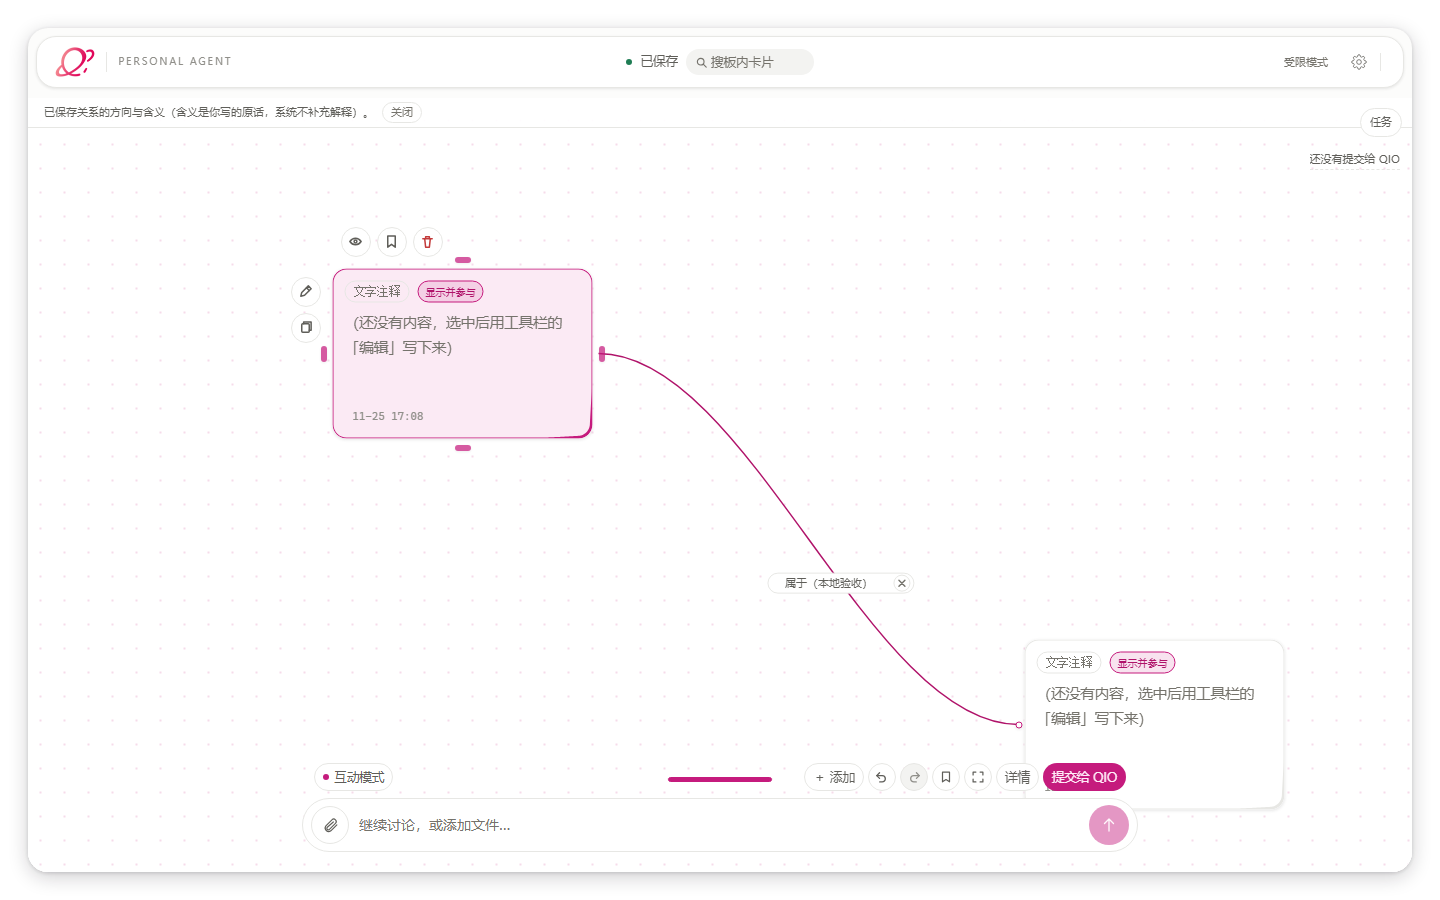 PERSONAL AGENT
已保存
搜板内卡片
受限模式
已保存关系的方向与含义（含义是你写的原话，系统不补充解释）。
关闭
任务
还没有提交给 QIO
文字注释
显示并参与
(还没有内容，选中后用工具栏的
「编辑」写下来)
11-25 17:08
属于（本地验收）
文字注释
显示并参与
(还没有内容，选中后用工具栏的
「编辑」写下来)
互动模式
+ 添加
详情
提交给 QIO
继续讨论，或添加文件...